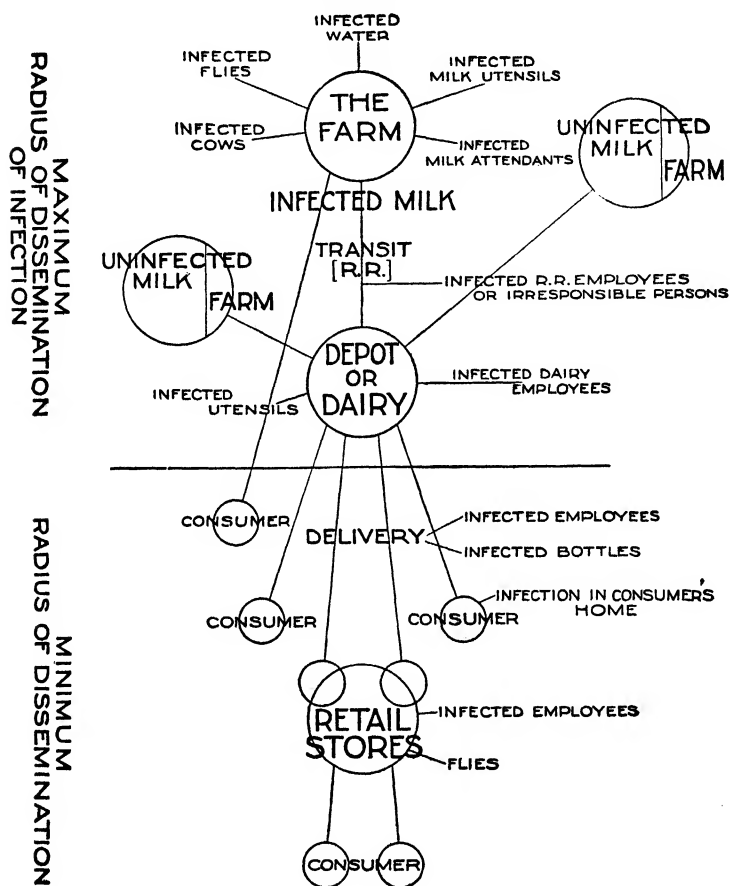 MAXIMUM
RADIUS OF DISSEMINATION
OF INFECTION
INFECTED
WATER
INFECTED
FLIES
INFECTED
MILK UTENSILS
THE
FARM
INFECTED
COWS
INFECTED
MILK ATTENDANTS
UNINFECTED
MILK
FARM
INFECTED MILK
TRANSIT
[R.R.]
UNINFECTED
MILK
FARM
INFECTED R.R. EMPLOYEES
OR IRRESPONSIBLE PERSONS
DEPOT
OR
DAIRY
INFECTED
UTENSILS
INFECTED DAIRY
EMPLOYEES
MINIMUM
RADIUS OF DISSEMINATION
CONSUMER
DELIVERY
INFECTED EMPLOYEES
INFECTED BOTTLES
CONSUMER
CONSUMER
INFECTION IN CONSUMER'S
HOME
RETAIL
STORES
INFECTED EMPLOYEES
FLIES
CONSUMER